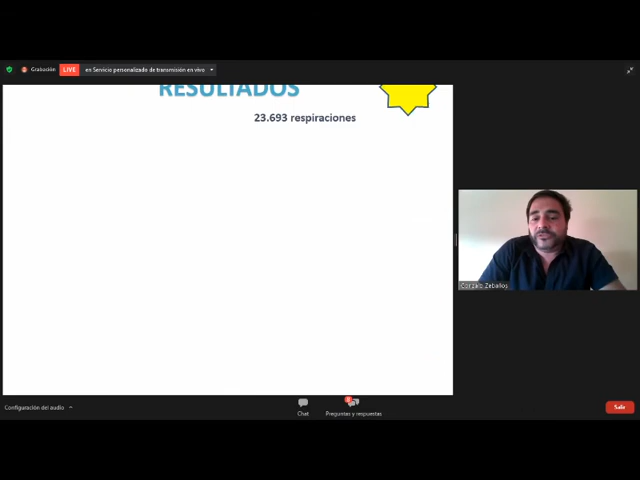 Grabación
LIVE
en Servicio personalizado de transmisión en vivo
RESULTADOS
23.693 respiraciones
Gonzalo Zeballos
Configuración del audio
Chat
Preguntas y respuestas
Salir